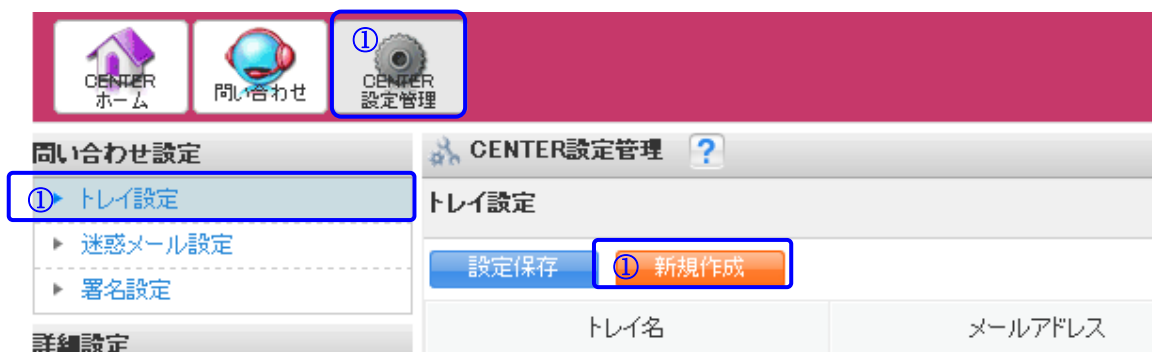 ①
CENTER
ホーム
問い合わせ
CENTER
設定管理
問い合わせ設定
① トレイ設定
迷惑メール設定
署名設定
詳細設定
CENTER設定管理 ?
トレイ設定
設定保存 ① 新規作成
トレイ名 メールアドレス